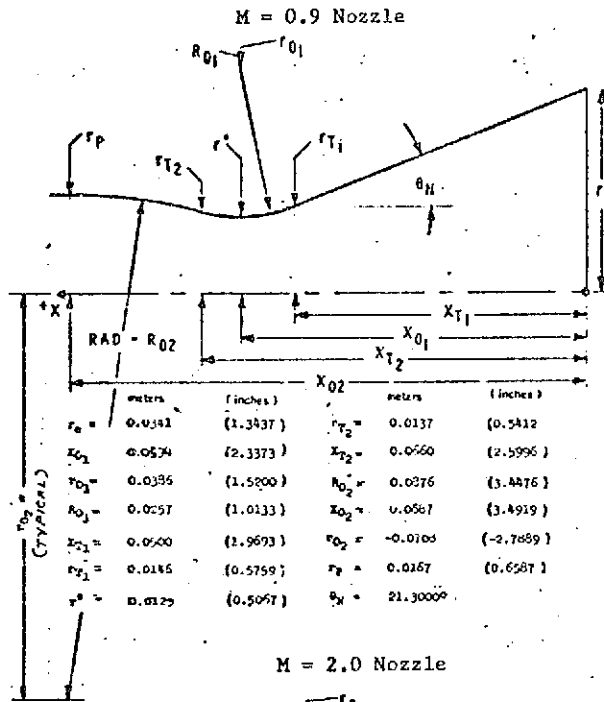 M = 0.9 Nozzle
R01 r01
rP rT2 r* rT1
θN r
+X XT1
X01
RAD - R02 XT2
X02
meters (inches) meters (inches)
re = 0.0341 (1.3437) rT2 = 0.0137 (0.5412
X01 = 0.0594 (2.3373) XT2 = 0.0660 (2.5996)
r01 = 0.0386 (1.5200) R02 = 0.0876 (3.4476)
R01 = 0.0257 (1.0133) X02 = 0.0887 (3.4919)
XT1 = 0.0500 (1.9693) r02 = -0.0708 (-2.7889)
rT1 = 0.0146 (0.5759) rP = 0.0167 (0.6587)
r* = 0.0129 (0.5067) θN = 21.3000°
r02 = (TYPICAL)
M = 2.0 Nozzle